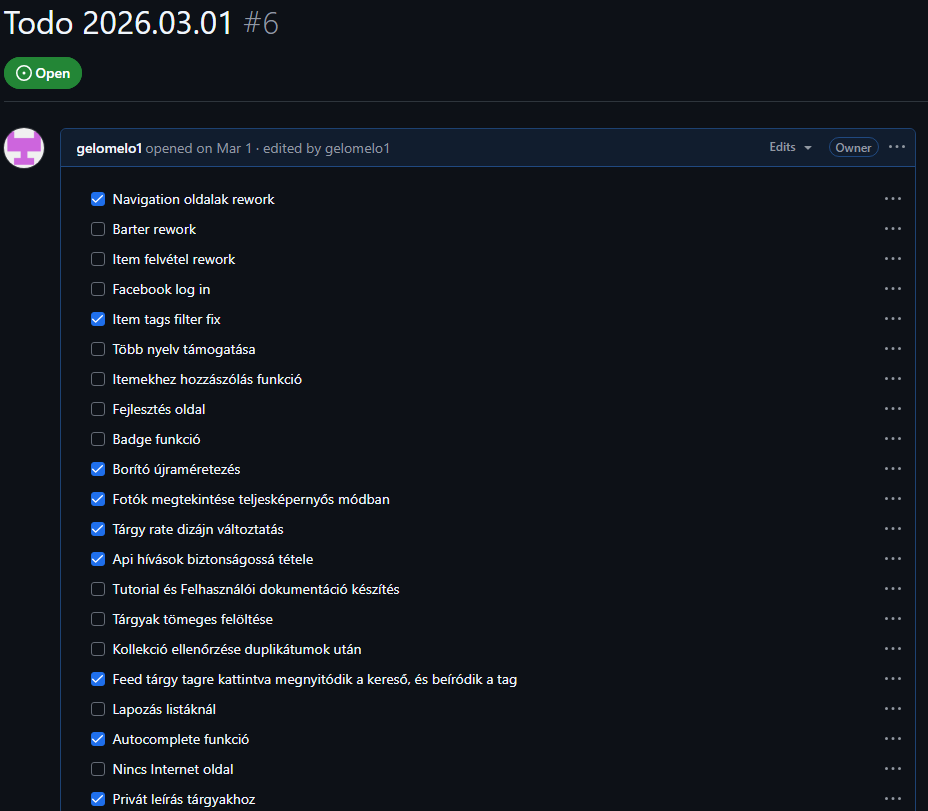 Todo 2026.03.01 #6
Open
gelomelo1 opened on Mar 1 · edited by gelomelo1 Edits Owner
Navigation oldalak rework
Barter rework
Item felvétel rework
Facebook log in
Item tags filter fix
Több nyelv támogatása
Itemekhez hozzászólás funkció
Fejlesztés oldal
Badge funkció
Borító újraméretezés
Fotók megtekintése teljesképernyős módban
Tárgy rate dizájn változtatás
Api hívások biztonságossá tétele
Tutorial és Felhasználói dokumentáció készítés
Tárgyak tömeges felöltése
Kollekció ellenőrzése duplikátumok után
Feed tárgy tagre kattintva megnyitódik a kereső, és beíródik a tag
Lapozás listáknál
Autocomplete funkció
Nincs Internet oldal
Privát leírás tárgyakhoz